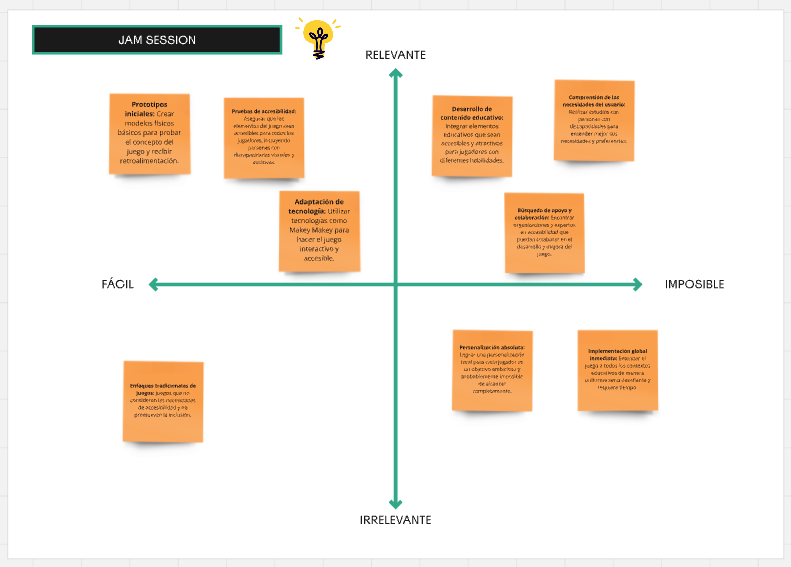 JAM SESSION
RELEVANTE
Prototipos
iniciales: Crear
modelos físicos
básicos para probar
el concepto del
juego y recibir
retroalimentación.
Pruebas de accesibilidad:
Asegurar que los
elementos del juego sean
accesibles para todos los
jugadores, incluyendo
personas con
discapacidades visuales y
auditivas.
Desarrollo de
contenido educativo:
Integrar elementos
educativos que sean
accesibles y atractivos
para jugadores con
diferentes habilidades.
Comprensión de las
necesidades del usuario:
Realizar estudios con
personas con
discapacidades para
entender mejor sus
necesidades y preferencias.
Adaptación de
tecnología: Utilizar
tecnologías como
Makey Makey para
hacer el juego
interactivo y
accesible.
Búsqueda de apoyo y
colaboración: Encontrar
organizaciones y expertos
en accesibilidad que
puedan colaborar en el
desarrollo y mejora del
juego.
FÁCIL
IMPOSIBLE
Enfoques tradicionales de
juegos: Juegos que no
consideran las necesidades
de accesibilidad y no
promueven la inclusión.
Personalización absoluta:
Lograr una personalización
total para cada jugador es
un objetivo ambicioso y
probablemente imposible
de alcanzar
completamente.
Implementación global
inmediata: Expandir el
juego a todos los contextos
educativos de manera
uniforme sería desafiante y
requiere tiempo
IRRELEVANTE